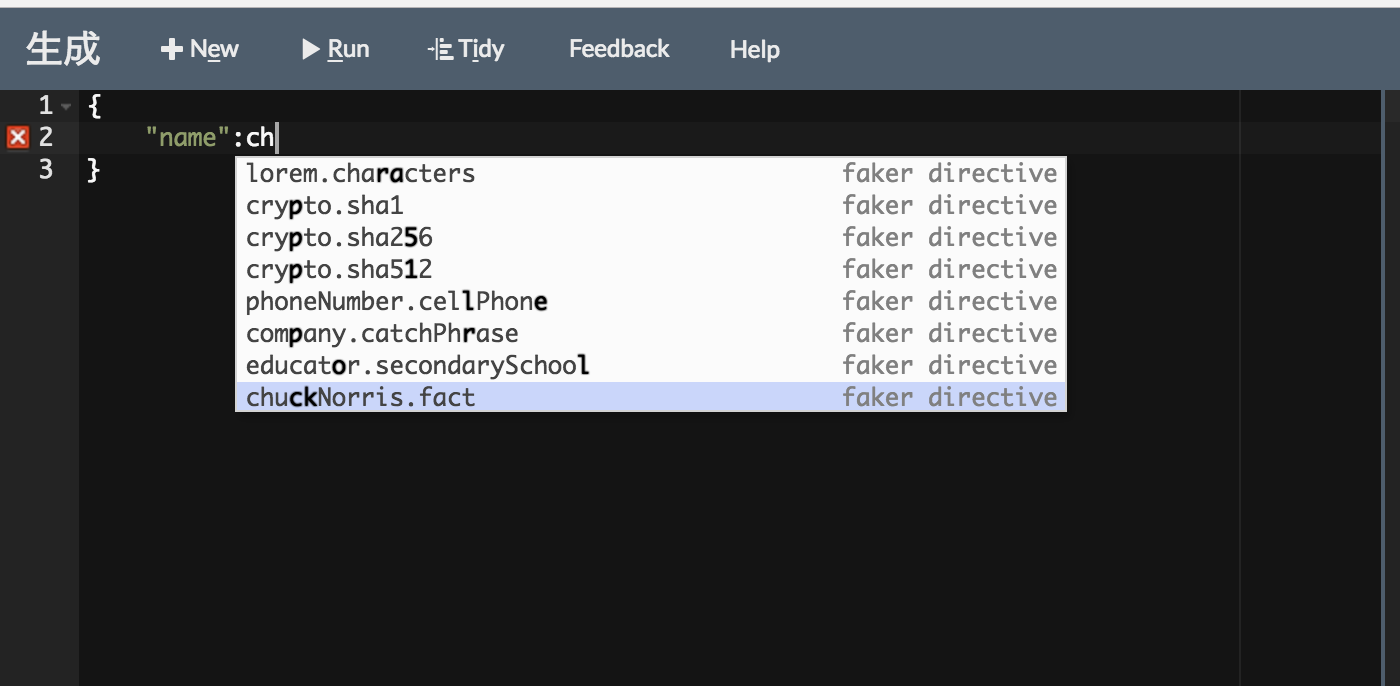 生成 New Run Tidy Feedback Help
1 {
2 "name":ch
3 }
lorem.characters faker directive
crypto.sha1 faker directive
crypto.sha256 faker directive
crypto.sha512 faker directive
phoneNumber.cellPhone faker directive
company.catchPhrase faker directive
educator.secondarySchool faker directive
chuckNorris.fact faker directive